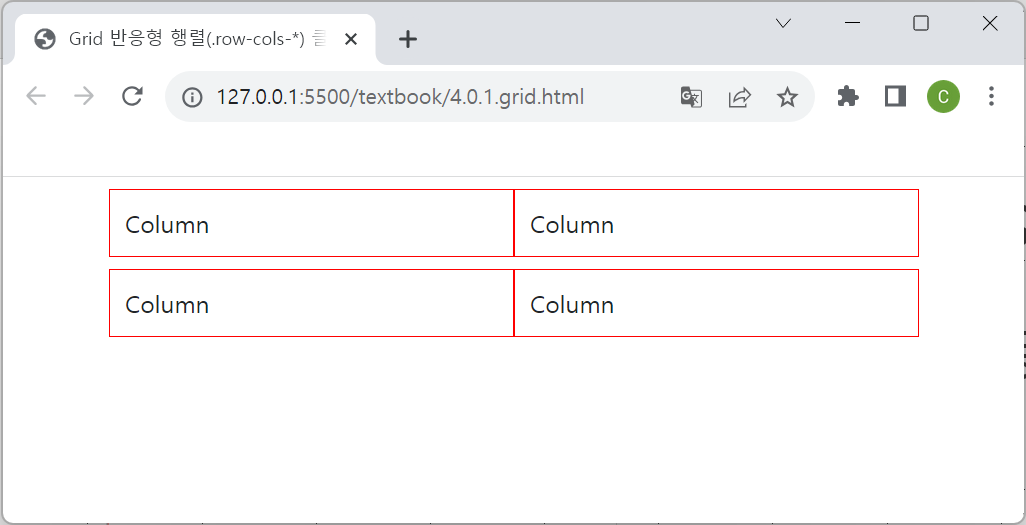 Grid 반응형 행렬(.row-cols-*)
127.0.0.1:5500/textbook/4.0.1.grid.html
C
Column Column
Column Column